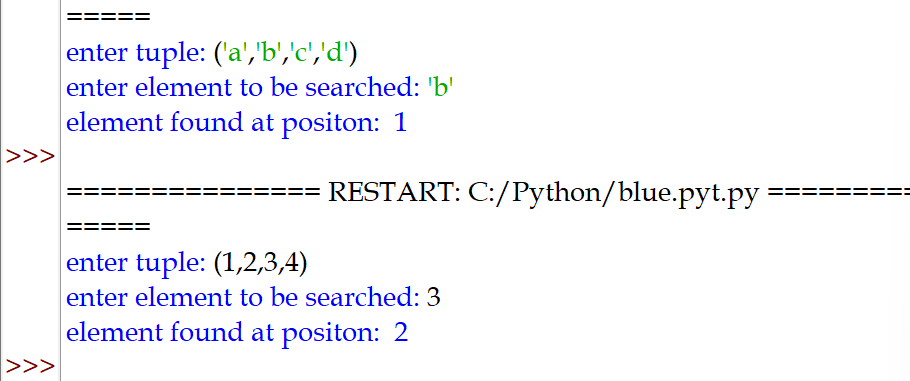 =====
enter tuple: ('a','b','c','d')
enter element to be searched: 'b'
element found at positon:  1
>>>
=============== RESTART: C:/Python/blue.pyt.py =========
=====
enter tuple: (1,2,3,4)
enter element to be searched: 3
element found at positon:  2
>>>